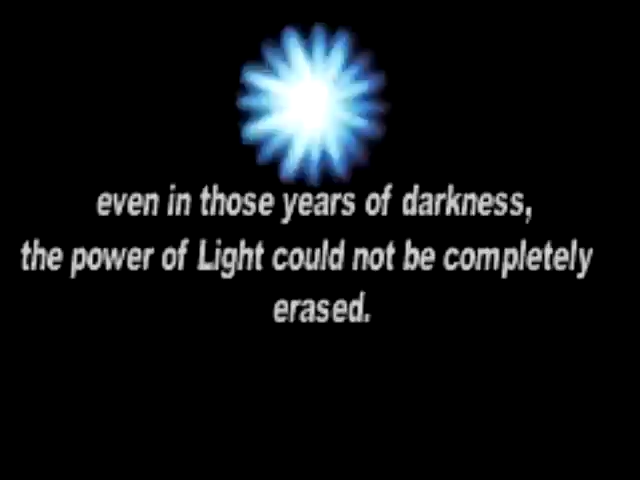 even in those years of darkness,
the power of Light could not be completely
erased.